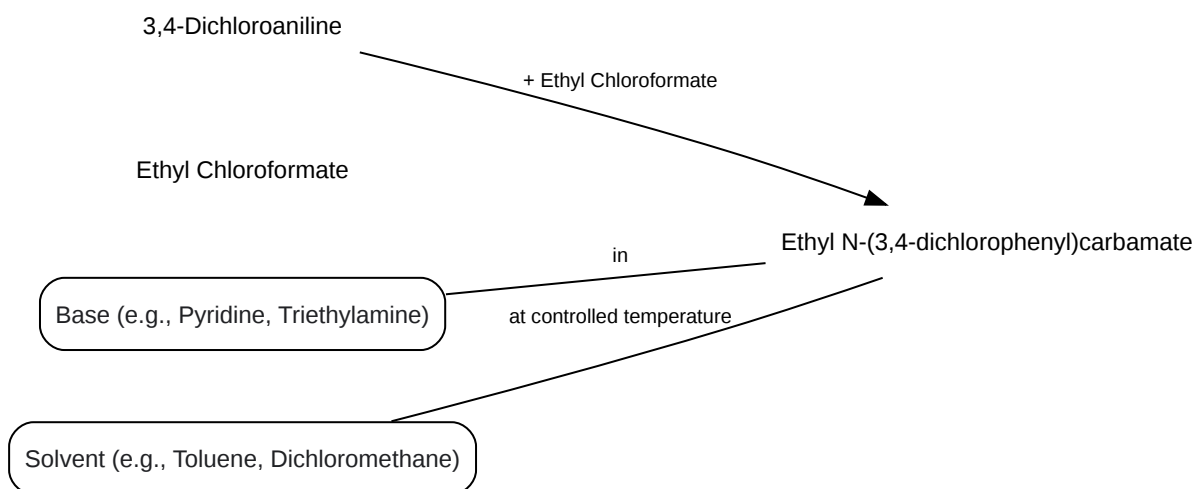 3,4-Dichloroaniline
+ Ethyl Chloroformate
Ethyl Chloroformate
Ethyl N-(3,4-dichlorophenyl)carbamate
in
Base (e.g., Pyridine, Triethylamine)
at controlled temperature
Solvent (e.g., Toluene, Dichloromethane)